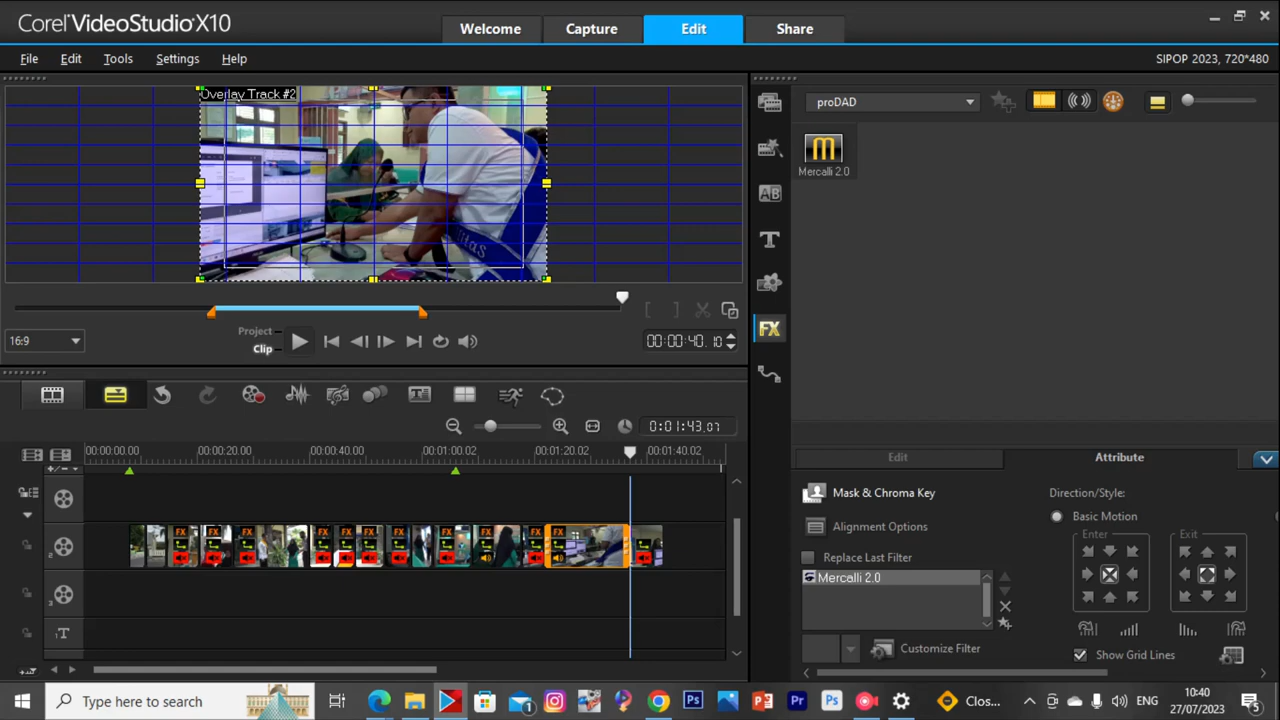 Corel VideoStudio X10
Welcome
Capture
Edit
Share
File
Edit
Tools
Settings
Help
SIPOP 2023, 720*480
Overlay Track #2
proDAD
Mercalli 2.0
Project
Clip
16:9
00:00:40. 10
0:01:43.07
00:00:00.00
00:00:20.00
00:00:40.00
00:01:00.02
00:01:20.02
00:01:40.02
FX
Edit
Attribute
Mask & Chroma Key
Alignment Options
Replace Last Filter
Mercalli 2.0
Customize Filter
Direction/Style:
Basic Motion
Enter
Exit
Show Grid Lines
Type here to search
Clos...
ENG
10:40
27/07/2023